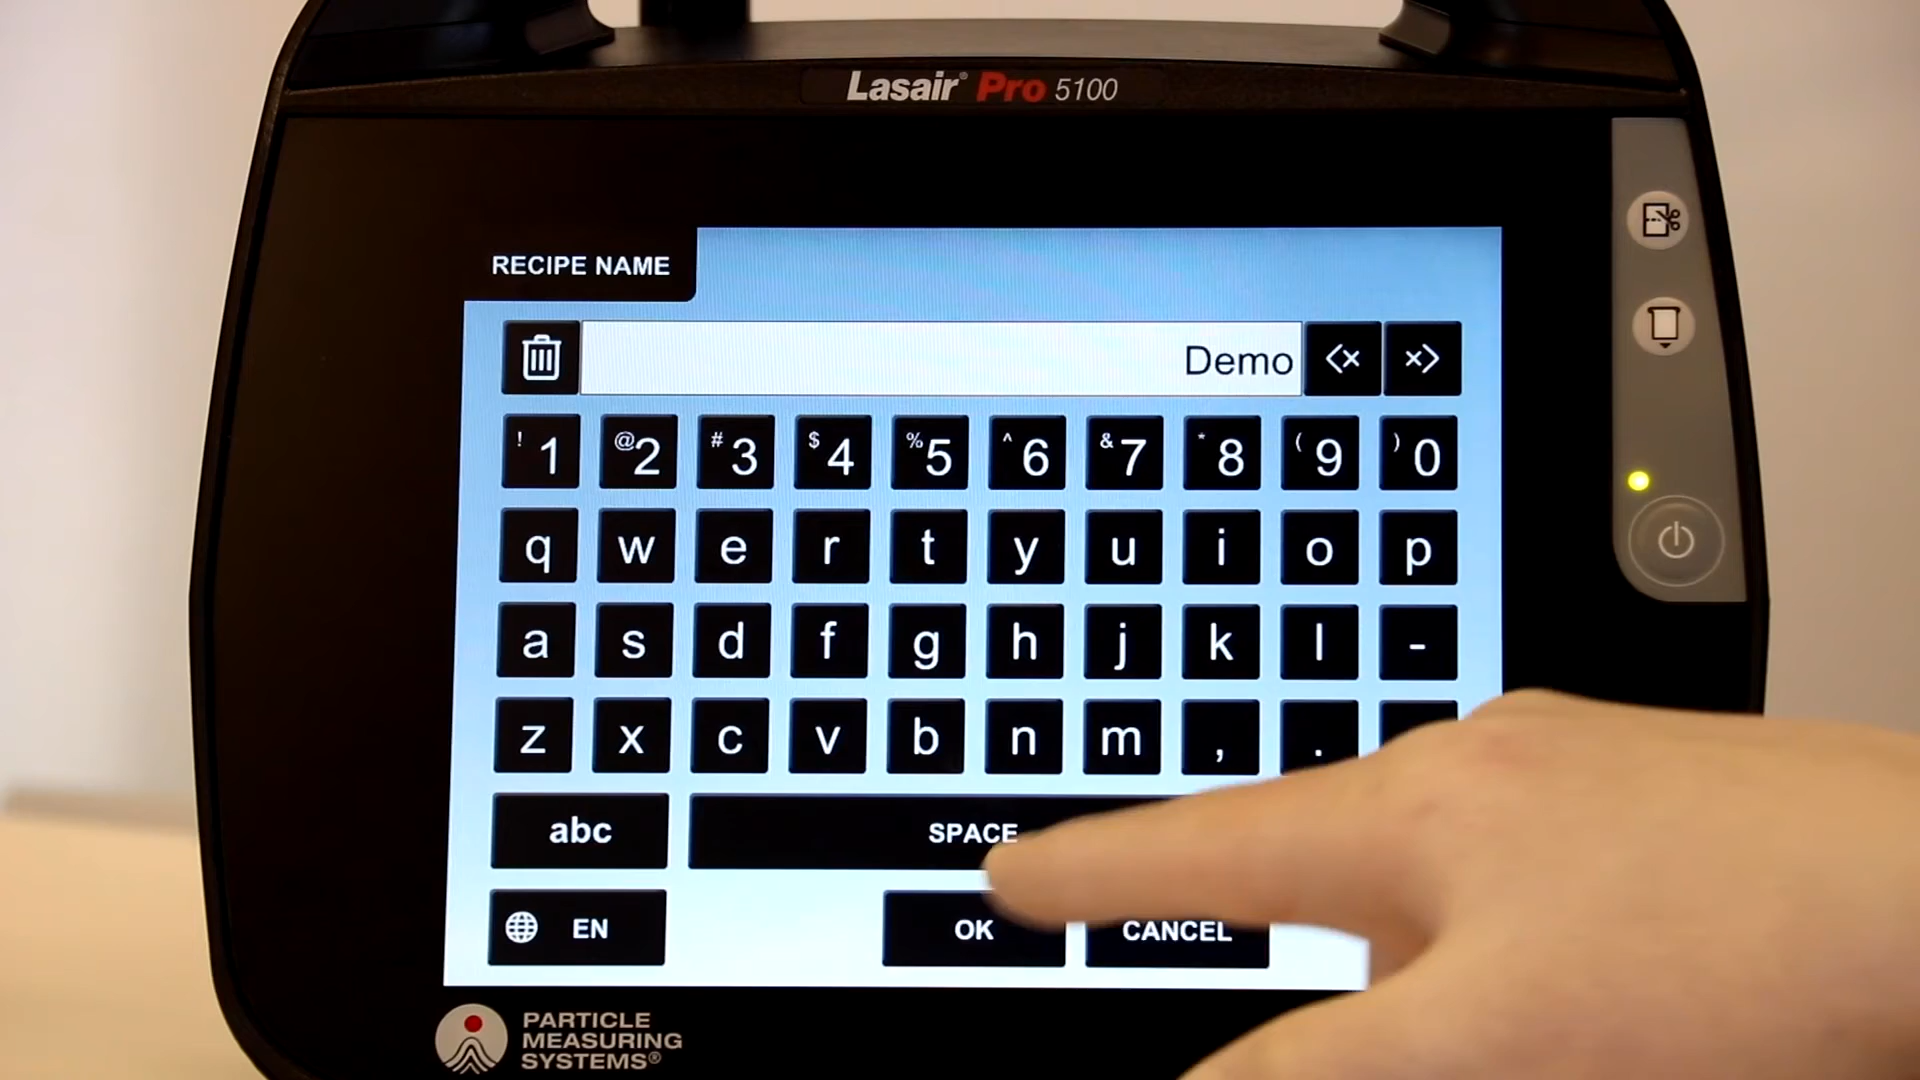 Lasair® Pro 5100
RECIPE NAME
Demo
! 1 @ 2 # 3 $ 4 % 5 ^ 6 & 7 * 8 ( 9 ) 0
q w e r t y u i o p
a s d f g h j k l -
z x c v b n m , .
abc SPACE
EN OK CANCEL
PARTICLE
MEASURING
SYSTEMS®